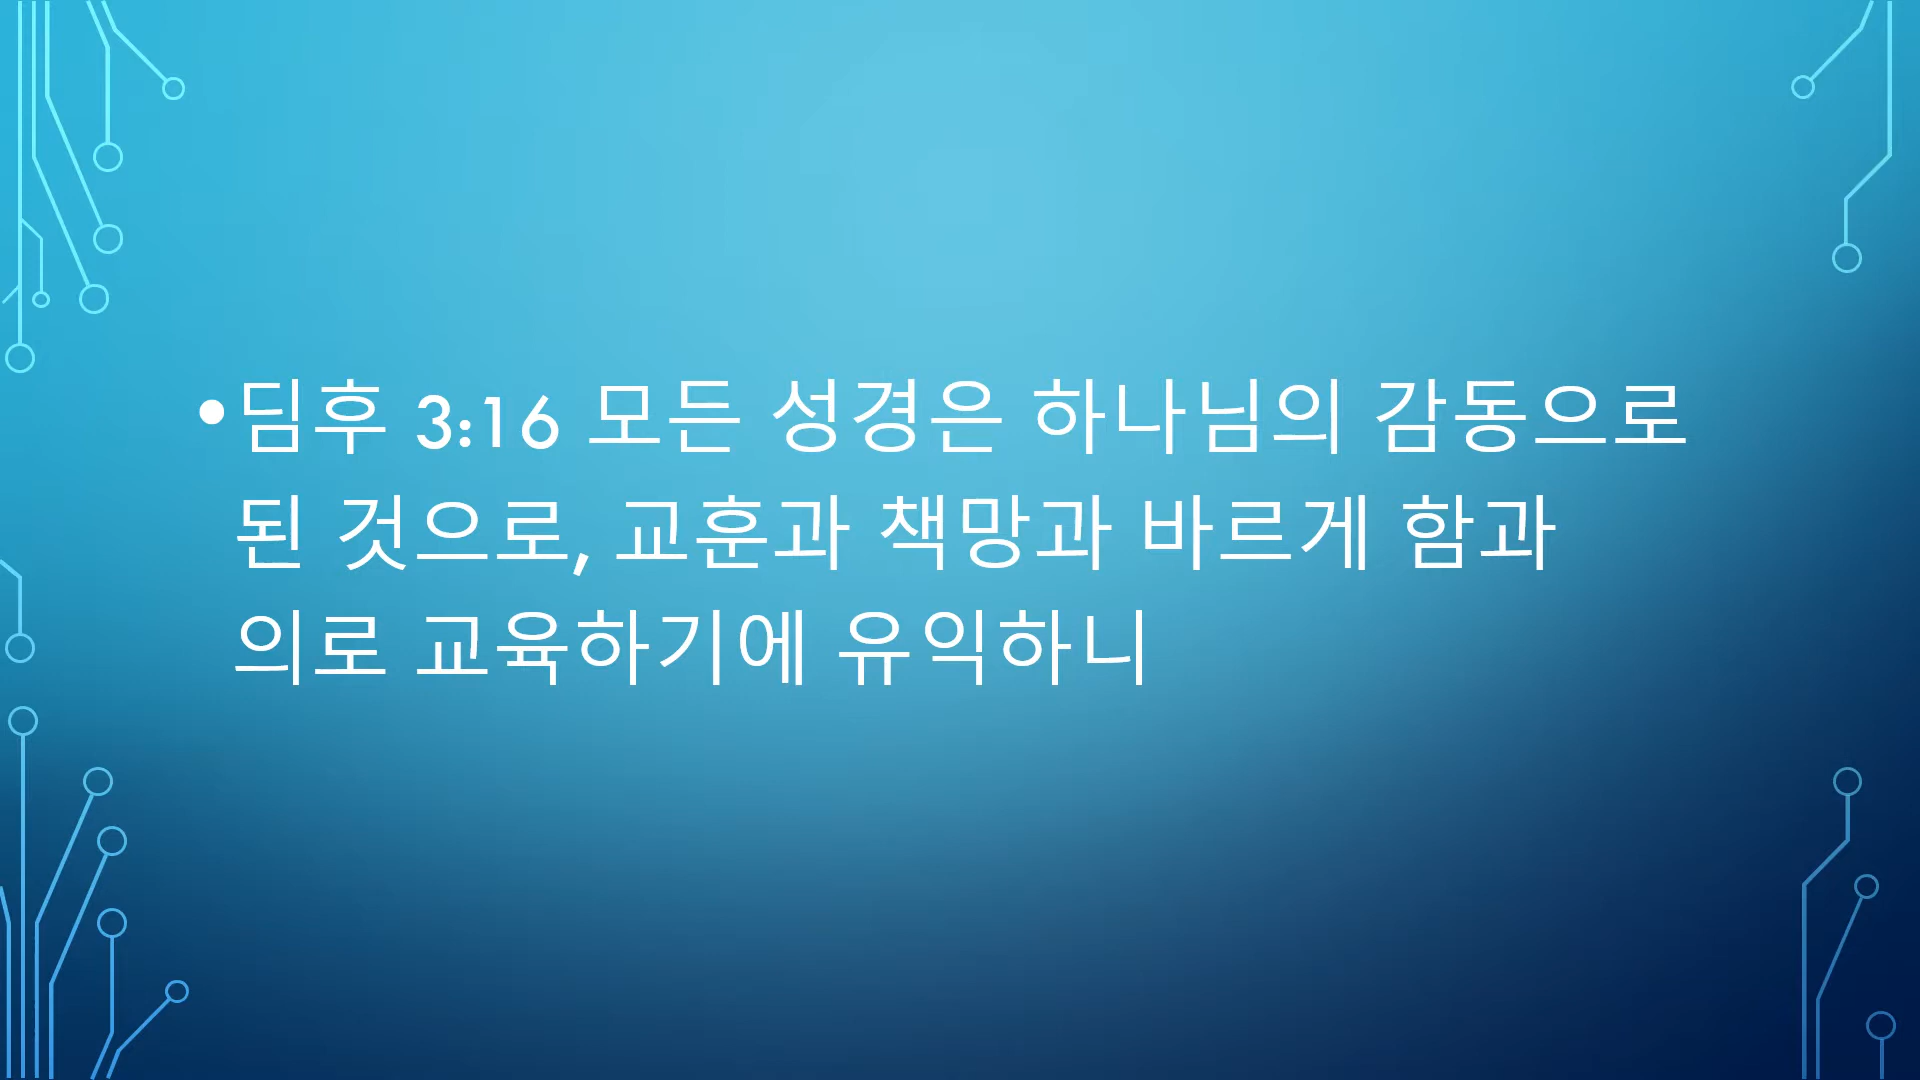 •딤후 3:16 모든 성경은 하나님의 감동으로
된 것으로, 교훈과 책망과 바르게 함과
의로 교육하기에 유익하니